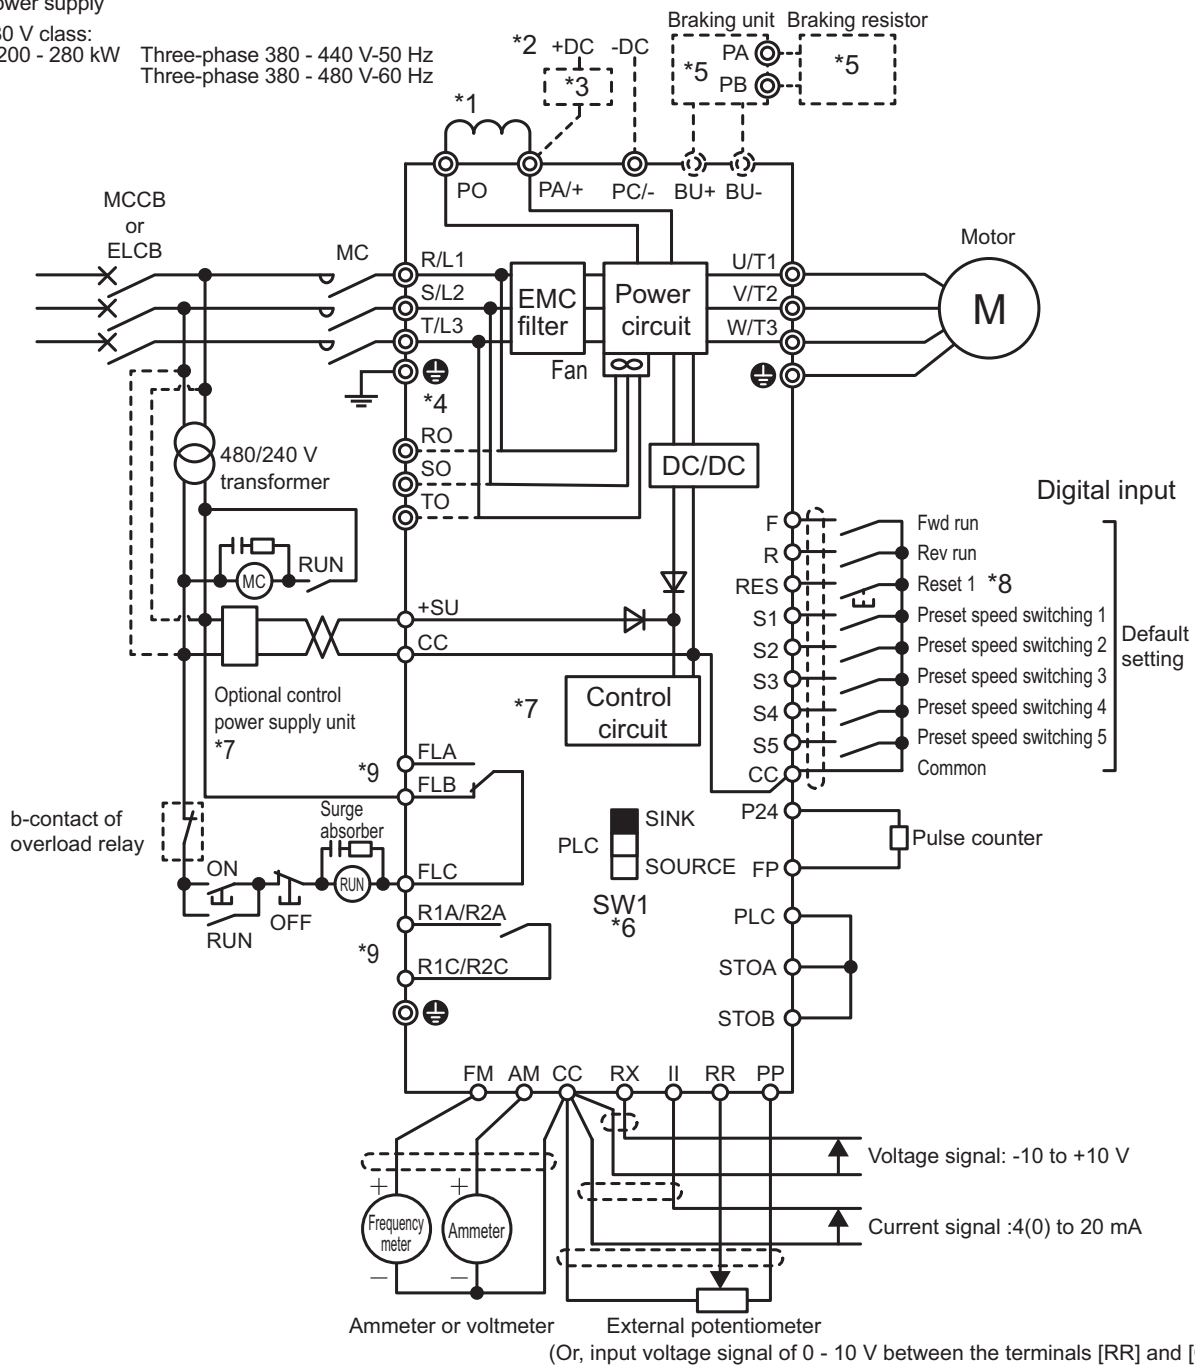 ower supply
30 V class:
200 - 280 kW Three-phase 380 - 440 V-50 Hz
Three-phase 380 - 480 V-60 Hz
Braking unit Braking resistor
*2 +DC -DC
*3
*5
PA
PB
*5
*1
PO PA/+ PC/- BU+ BU-
MCCB
or
ELCB
MC
R/L1
S/L2
T/L3
EMC
filter
Power
circuit
Fan
U/T1
V/T2
W/T3
Motor
M
*4
RO
SO
TO
480/240 V
transformer
DC/DC
MC
RUN
+SU
CC
Optional control
power supply unit
*7
*7
Control
circuit
Digital input
F Fwd run
R Rev run
RES Reset 1 *8
S1 Preset speed switching 1
S2 Preset speed switching 2
S3 Preset speed switching 3
S4 Preset speed switching 4
S5 Preset speed switching 5
CC Common
Default
setting
*9
FLA
FLB
FLC
b-contact of
overload relay
Surge
absorber
ON
OFF
RUN
RUN
SINK
PLC
SOURCE
SW1
*6
P24
FP
Pulse counter
*9
R1A/R2A
R1C/R2C
PLC
STOA
STOB
FM AM CC RX II RR PP
Voltage signal: -10 to +10 V
Current signal :4(0) to 20 mA
+ +
Frequency
meter
Ammeter
− −
Ammeter or voltmeter
External potentiometer
(Or, input voltage signal of 0 - 10 V between the terminals [RR] and [